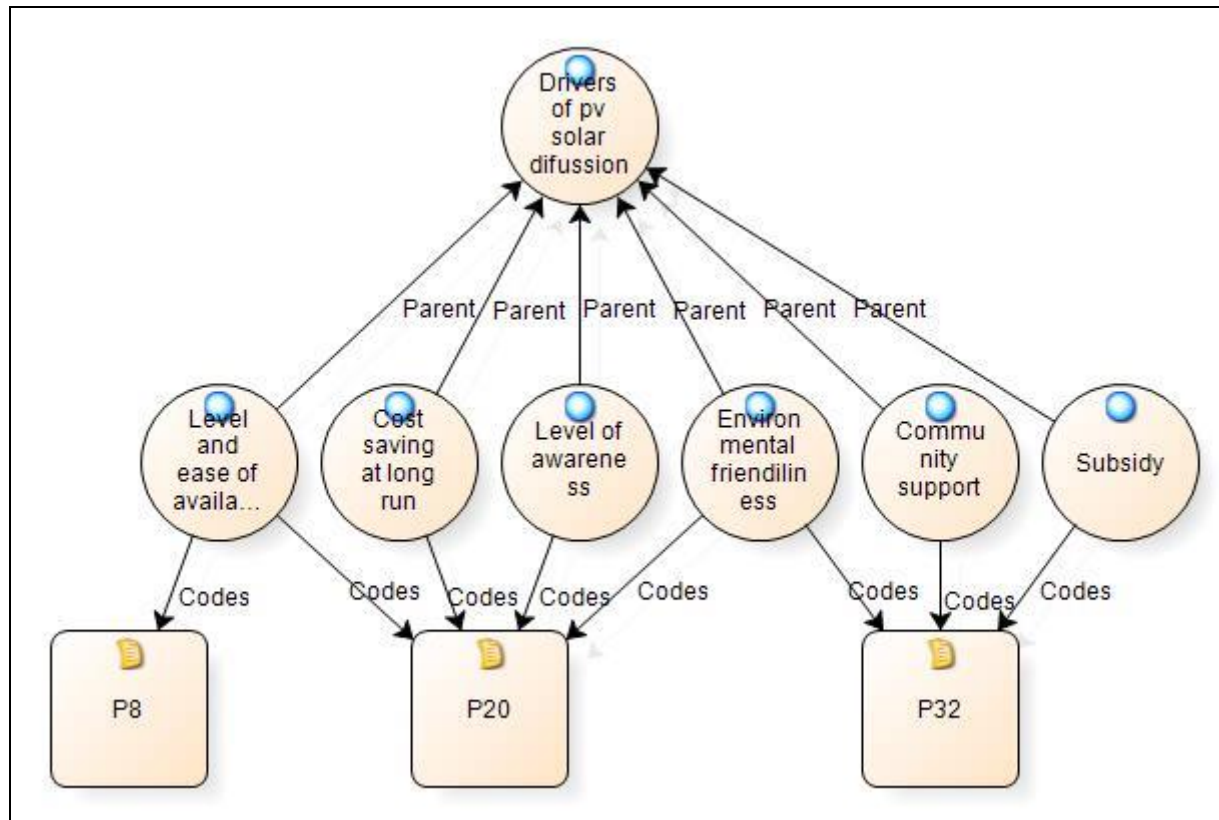 Drivers
of pv
solar
difussion
Parent
Parent
Parent
Parent
Parent
Parent
Level
and
ease of
availa...
Cost
saving
at long
run
Level of
awarene
ss
Environ
mental
friendilin
ess
Commu
nity
support
Subsidy
Codes
Codes
Codes
Codes
Codes
Codes
Codes
Codes
P8
P20
P32